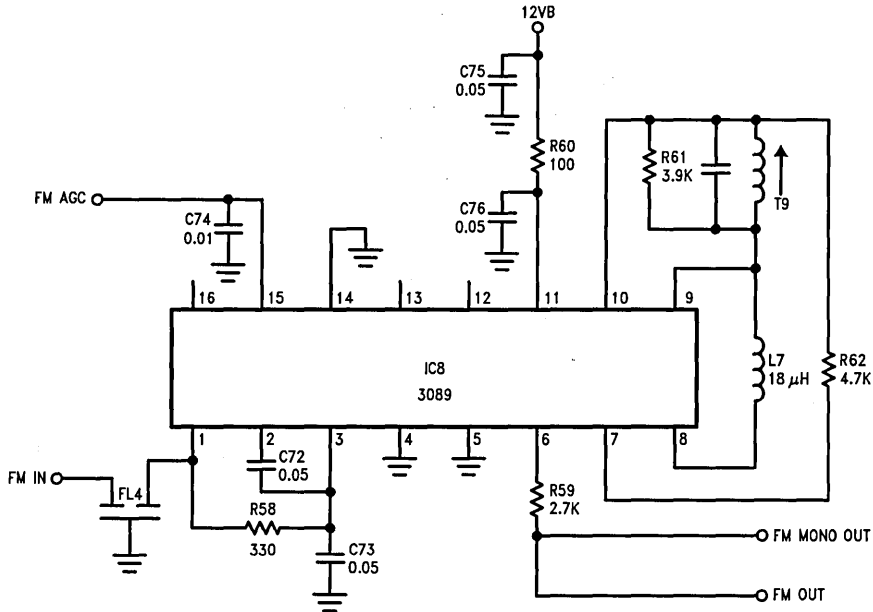 12VB
C75
0.05
R60
100
R61
3.9K
T9
FM AGC
C74
0.01
C76
0.05
16 15 14 13 12 11 10 9
IC8
3089
L7
18 μH
R62
4.7K
1 2 3 4 5 6 7 8
C72
0.05
FM IN
FL4
R58
330
C73
0.05
R59
2.7K
FM MONO OUT
FM OUT